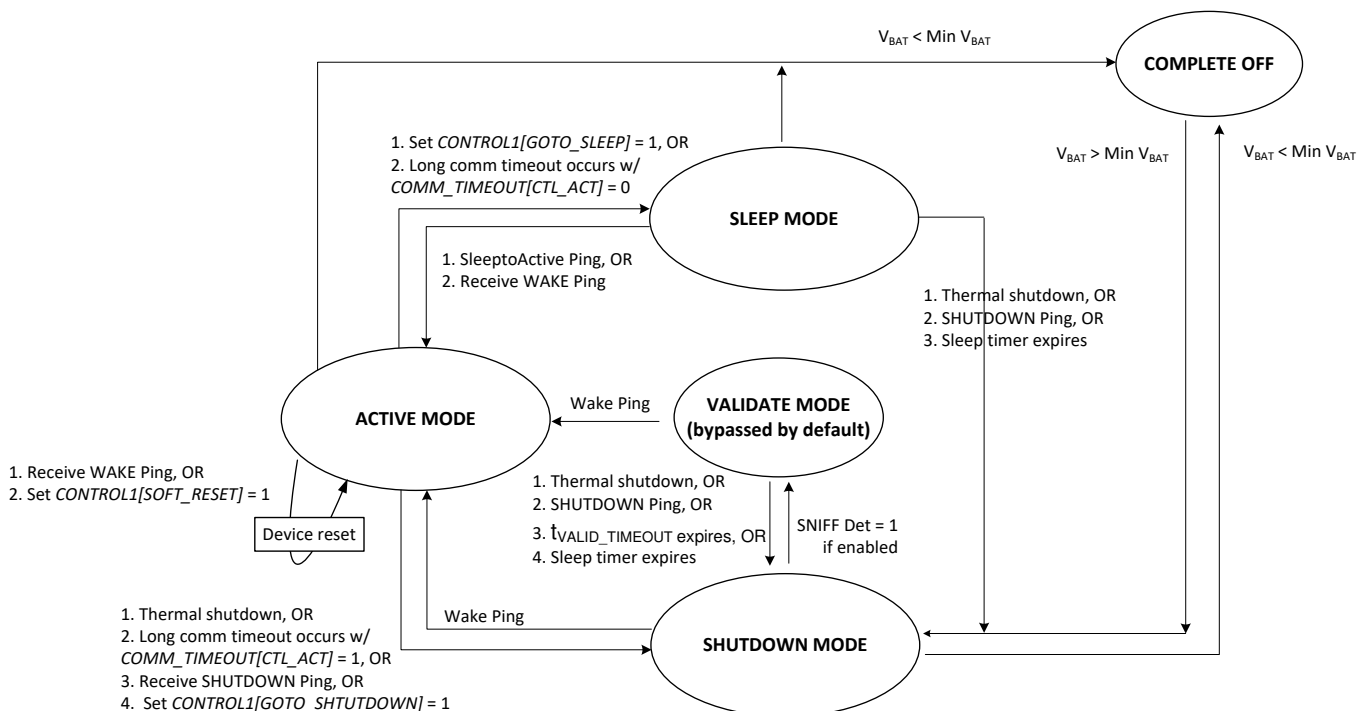 V_BAT < Min V_BAT
COMPLETE OFF
1. Set CONTROL1[GOTO_SLEEP] = 1, OR
2. Long comm timeout occurs w/
COMM_TIMEOUT[CTL_ACT] = 0
V_BAT > Min V_BAT
V_BAT < Min V_BAT
SLEEP MODE
1. SleeptoActive Ping, OR
2. Receive WAKE Ping
1. Thermal shutdown, OR
2. SHUTDOWN Ping, OR
3. Sleep timer expires
ACTIVE MODE
Wake Ping
VALIDATE MODE
(bypassed by default)
1. Receive WAKE Ping, OR
2. Set CONTROL1[SOFT_RESET] = 1
Device reset
1. Thermal shutdown, OR
2. SHUTDOWN Ping, OR
3. t_VALID_TIMEOUT expires, OR
4. Sleep timer expires
SNIFF Det = 1
if enabled
Wake Ping
SHUTDOWN MODE
1. Thermal shutdown, OR
2. Long comm timeout occurs w/
COMM_TIMEOUT[CTL_ACT] = 1, OR
3. Receive SHUTDOWN Ping, OR
4. Set CONTROL1[GOTO_SHTUTDOWN] = 1